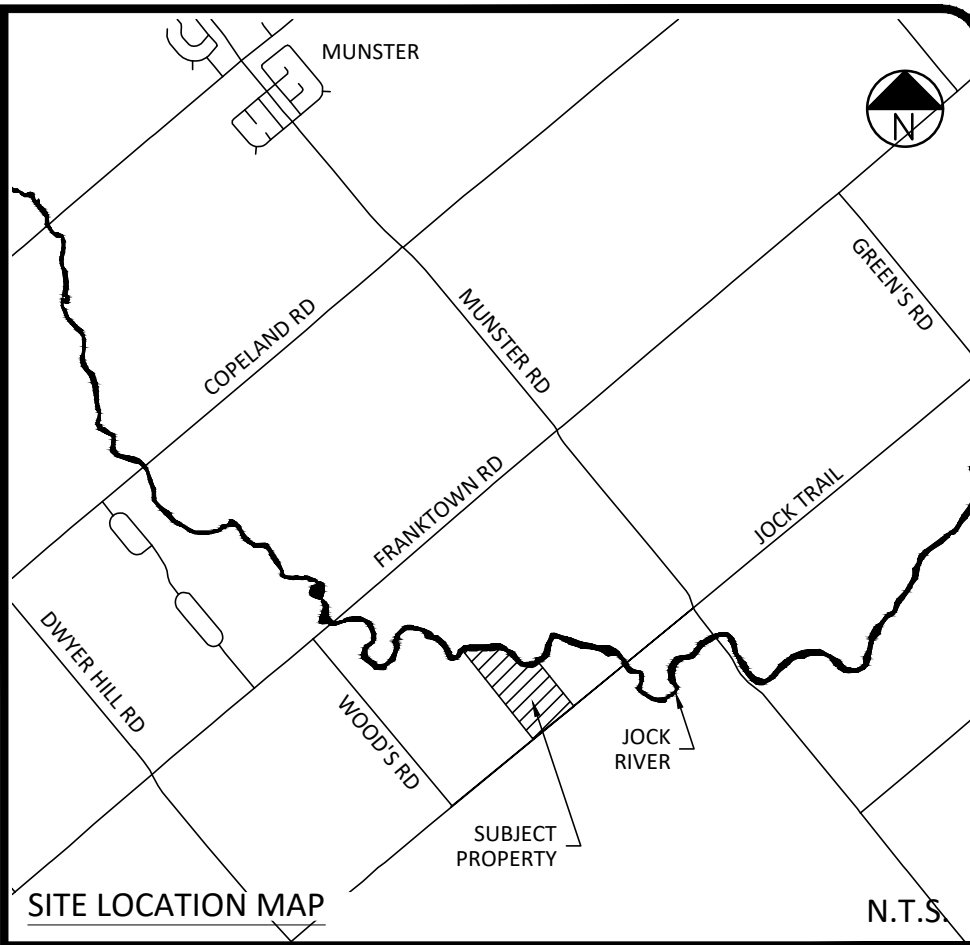 MUNSTER
N
GREEN'S RD
MUNSTER RD
COPELAND RD
FRANKTOWN RD
JOCK TRAIL
DWYER HILL RD
WOOD'S RD
JOCK
RIVER
SUBJECT
PROPERTY
SITE LOCATION MAP
N.T.S.